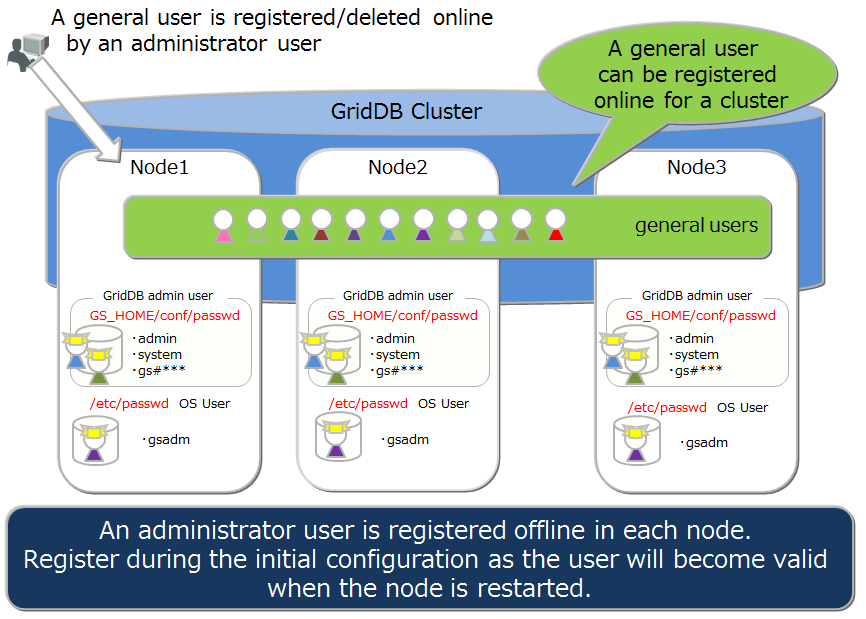 A general user is registered/deleted online
by an administrator user
A general user
can be registered
online for a cluster
GridDB Cluster
Node1
Node2
Node3
general users
GridDB admin user
GS_HOME/conf/passwd
・admin
・system
・gs#***
/etc/passwd OS User
・gsadm
GridDB admin user
GS_HOME/conf/passwd
・admin
・system
・gs#***
/etc/passwd OS User
・gsadm
GridDB admin user
GS_HOME/conf/passwd
・admin
・system
・gs#***
/etc/passwd OS User
・gsadm
An administrator user is registered offline in each node.
Register during the initial configuration as the user will become valid
when the node is restarted.